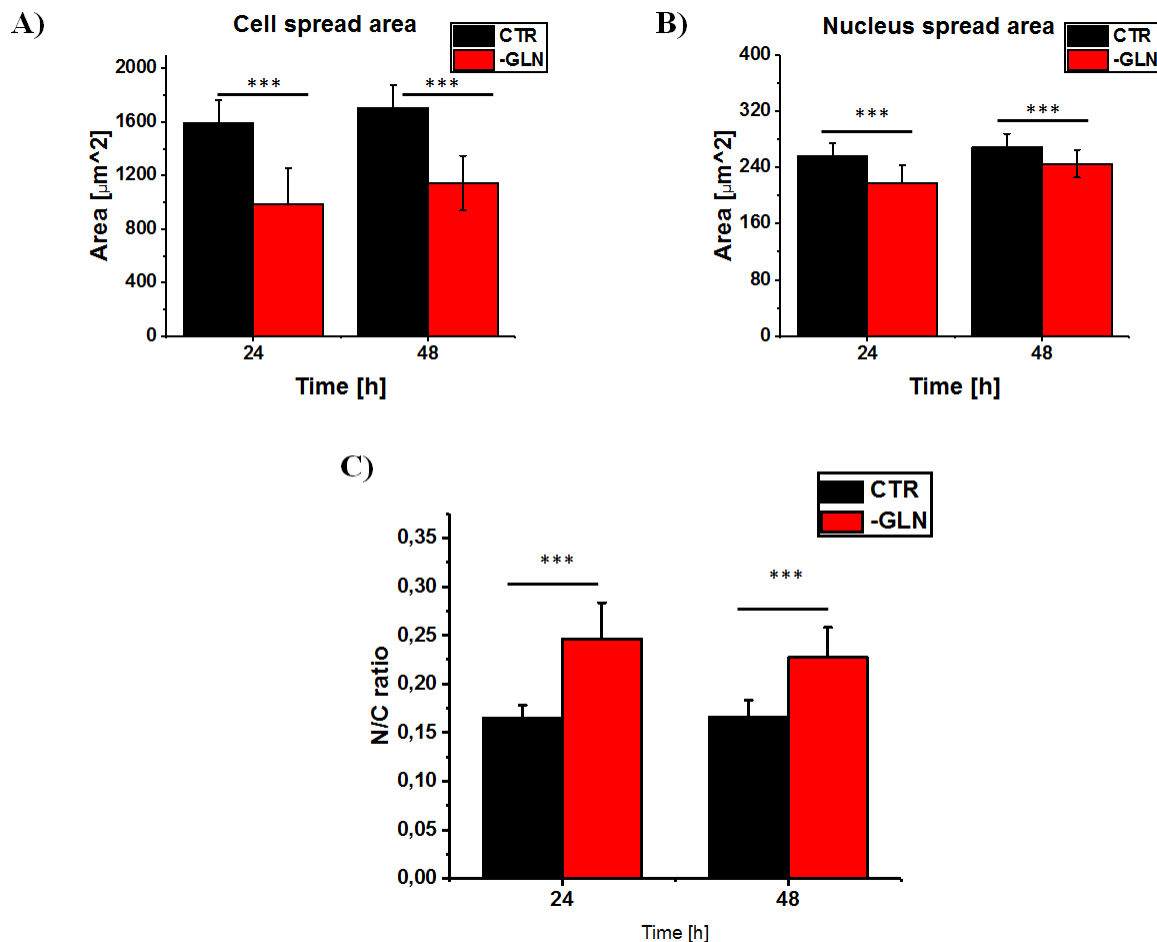 A)
Cell spread area
CTR
-GLN
2000
1600
1200
800
400
0
Area [μm^2]
***
***
24
48
Time [h]
B)
Nucleus spread area
CTR
-GLN
400
320
240
160
80
0
Area [μm^2]
***
***
24
48
Time [h]
C)
CTR
-GLN
0,35
0,30
0,25
0,20
0,15
0,10
0,05
0,00
N/C ratio
***
***
24
48
Time [h]